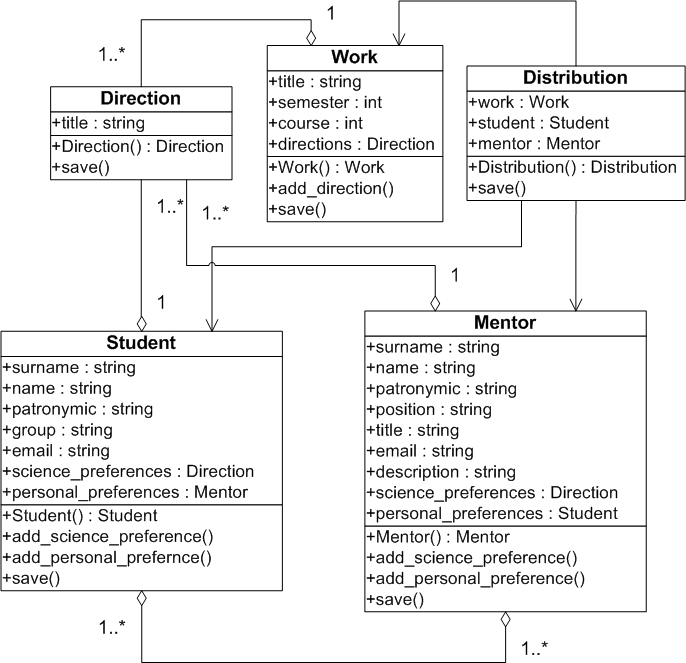 1
1..*
Work
+title : string
+semester : int
+course : int
+directions : Direction
+Work() : Work
+add_direction()
+save()
Distribution
+work : Work
+student : Student
+mentor : Mentor
+Distribution() : Distribution
+save()
Direction
+title : string
+Direction() : Direction
+save()
1..*
1..*
1
1
Student
+surname : string
+name : string
+patronymic : string
+group : string
+email : string
+science_preferences : Direction
+personal_preferences : Mentor
+Student() : Student
+add_science_preference()
+add_personal_prefernce()
+save()
Mentor
+surname : string
+name : string
+patronymic : string
+position : string
+title : string
+email : string
+description : string
+science_preferences : Direction
+personal_preferences : Student
+Mentor() : Mentor
+add_science_preference()
+add_personal_preference()
+save()
1..*
1..*